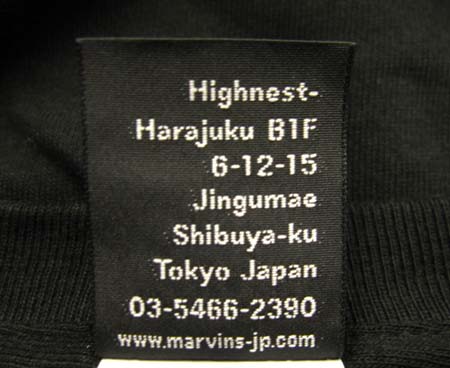 Highnest-
Harajuku B1F
6-12-15
Jingumae
Shibuya-ku
Tokyo Japan
03-5466-2390
www.marvins-jp.com